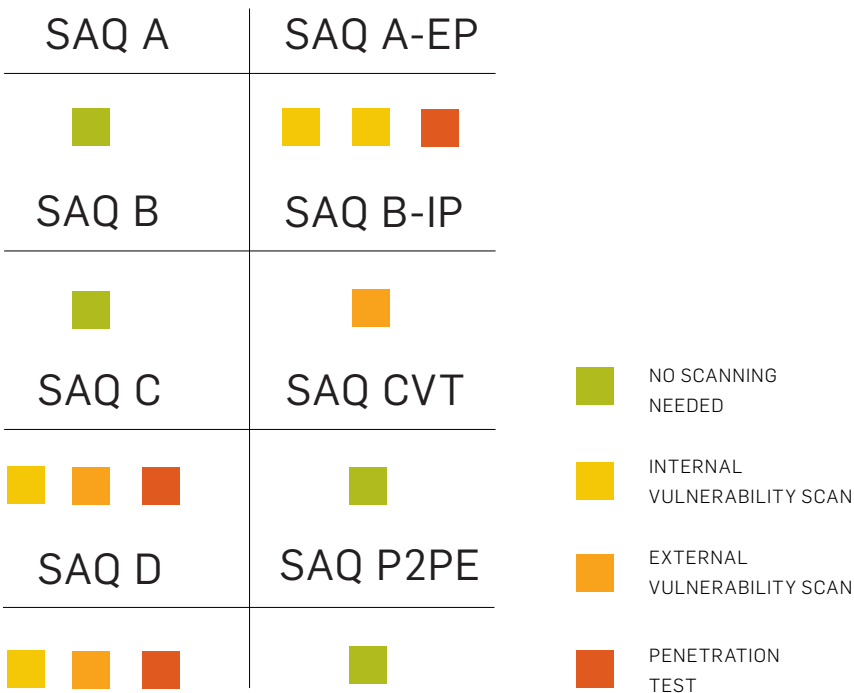 SAQ A
SAQ A-EP
SAQ B
SAQ B-IP
SAQ C
SAQ CVT
SAQ D
SAQ P2PE
NO SCANNING
NEEDED
INTERNAL
VULNERABILITY SCAN
EXTERNAL
VULNERABILITY SCAN
PENETRATION
TEST